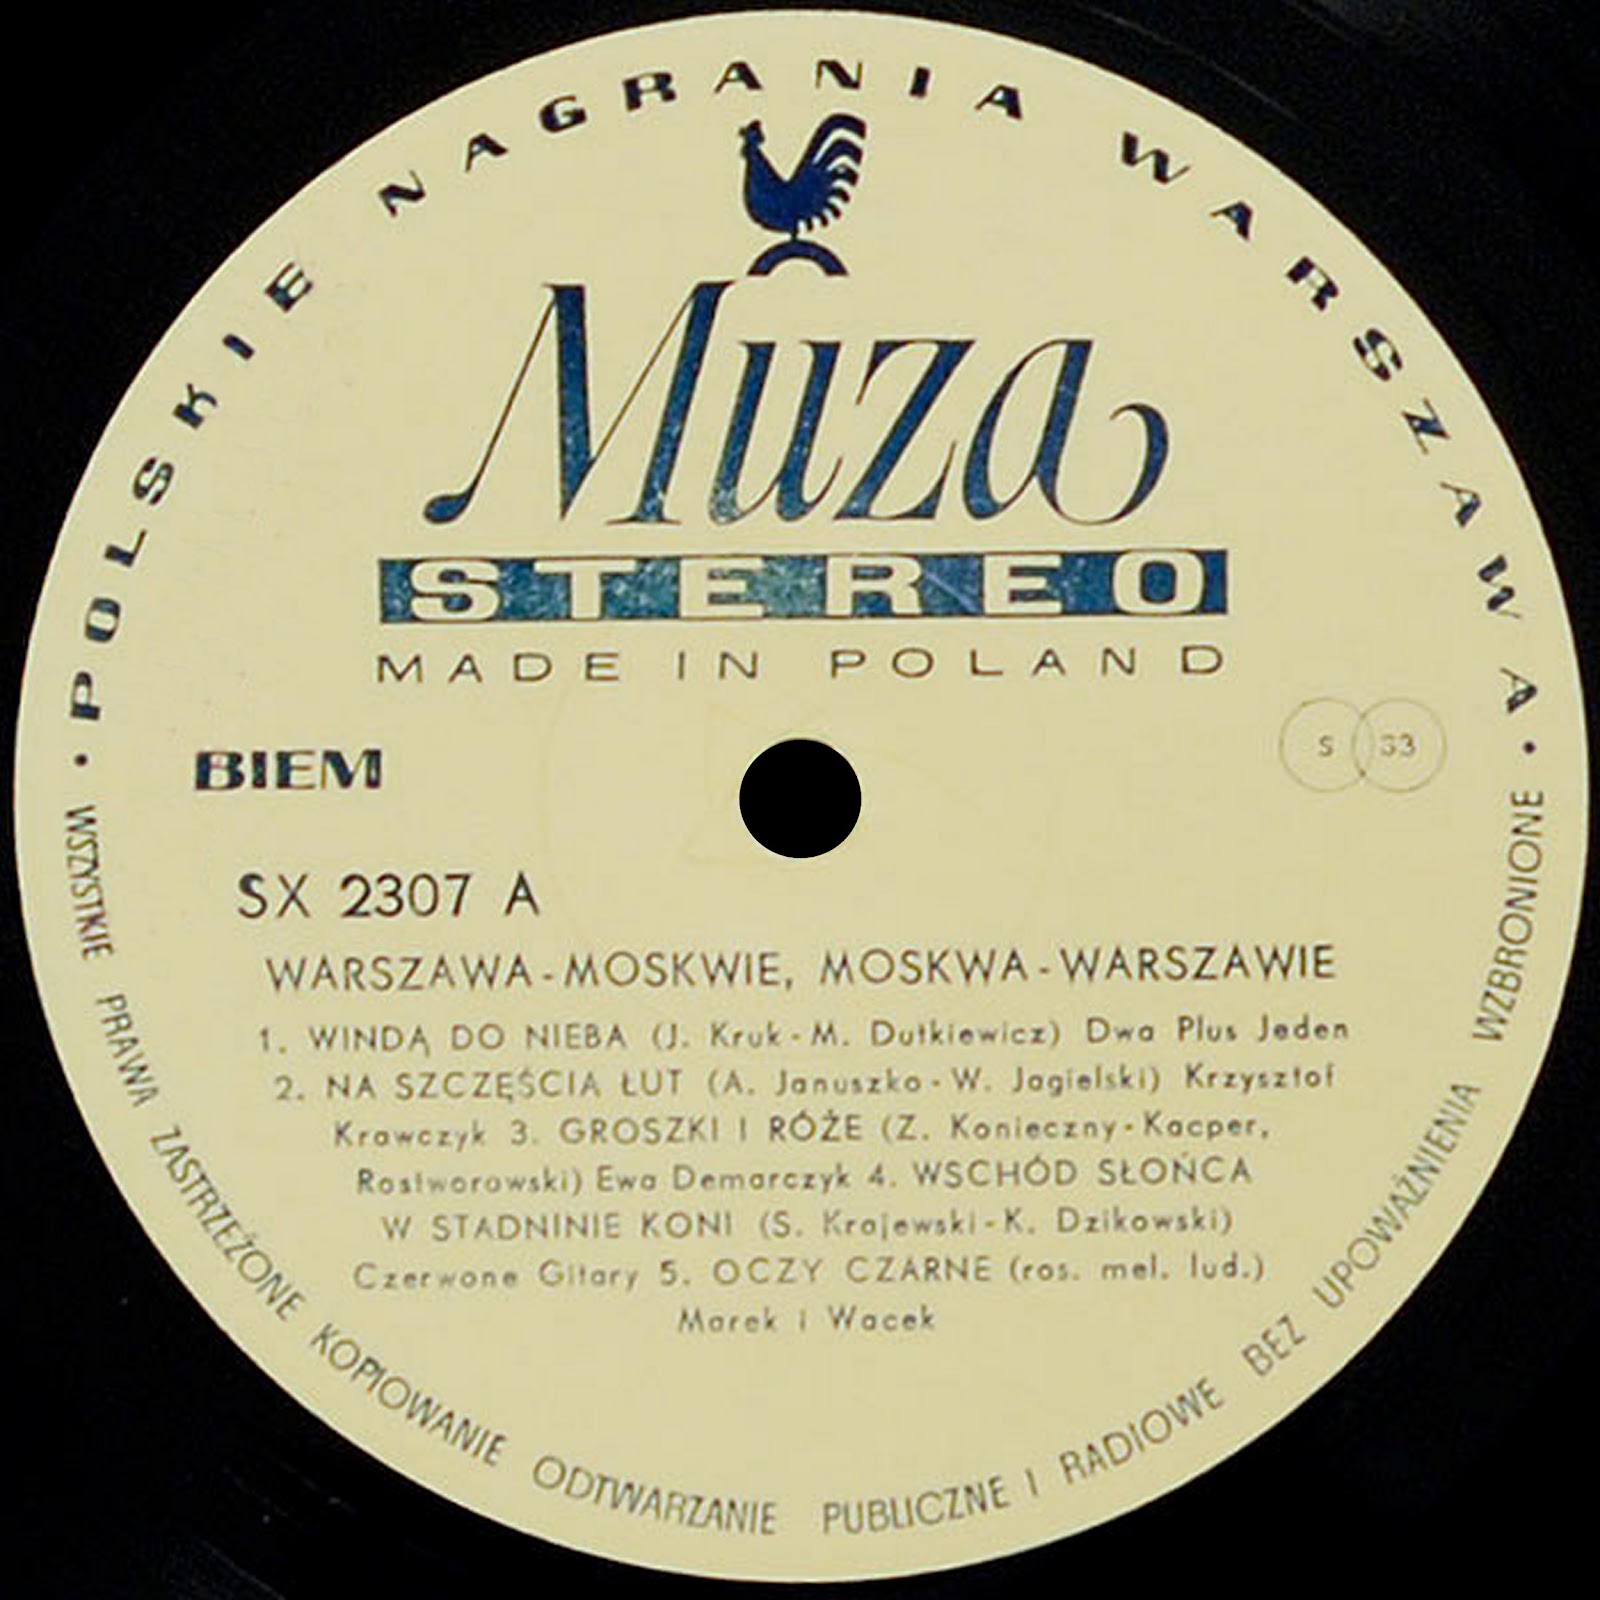 POLSKIE NAGRANIA WARSZAWA
Muza
STEREO
MADE IN POLAND
BIEM
S 33
SX 2307 A
WARSZAWA-MOSKWIE, MOSKWA-WARSZAWIE
1. WINDĄ DO NIEBA (J. Kruk-M. Dutkiewicz) Dwa Plus Jeden
2. NA SZCZĘŚCIA ŁUT (A. Januszko-W. Jagielski) Krzysztof
Krawczyk 3. GROSZKI I RÓŻE (Z. Konieczny-Kacper,
Rostworowski) Ewa Demarczyk 4. WSCHÓD SŁOŃCA
W STADNINIE KONI (S. Krajewski-K. Dzikowski)
Czerwone Gitary 5. OCZY CZARNE (ros. mel. lud.)
Marek i Wacek
WSZYSTKIE PRAWA ZASTRZEŻONE KOPIOWANIE ODTWARZANIE PUBLICZNE I RADIOWE BEZ UPOWAŻNIENIA WZBRONIONE